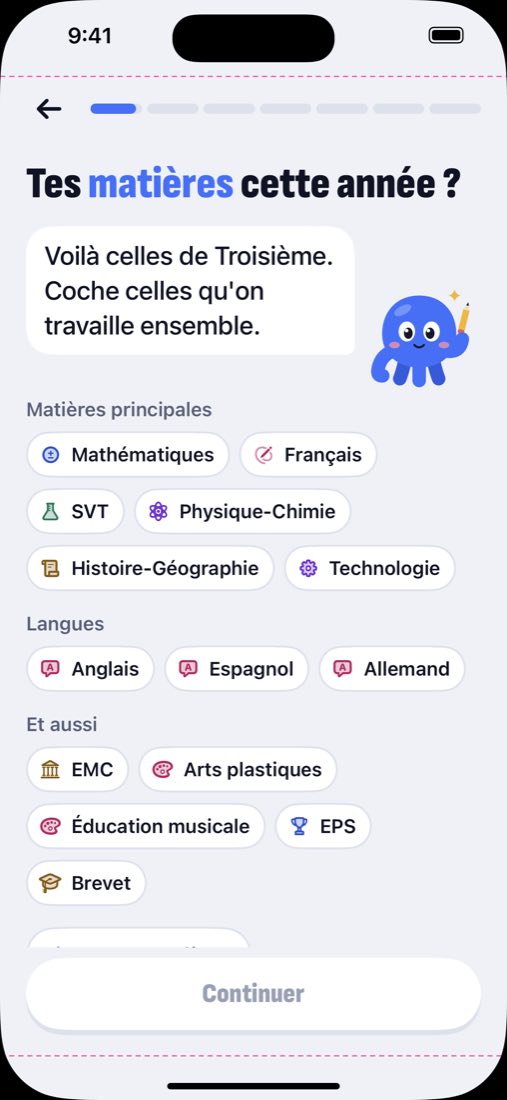 9:41
Tes matières cette année ?
Voilà celles de Troisième.
Coche celles qu'on
travaille ensemble.
Matières principales
Mathématiques
Français
SVT
Physique-Chimie
Histoire-Géographie
Technologie
Langues
A Anglais
A Espagnol
A Allemand
Et aussi
EMC
Arts plastiques
Éducation musicale
EPS
Brevet
Continuer